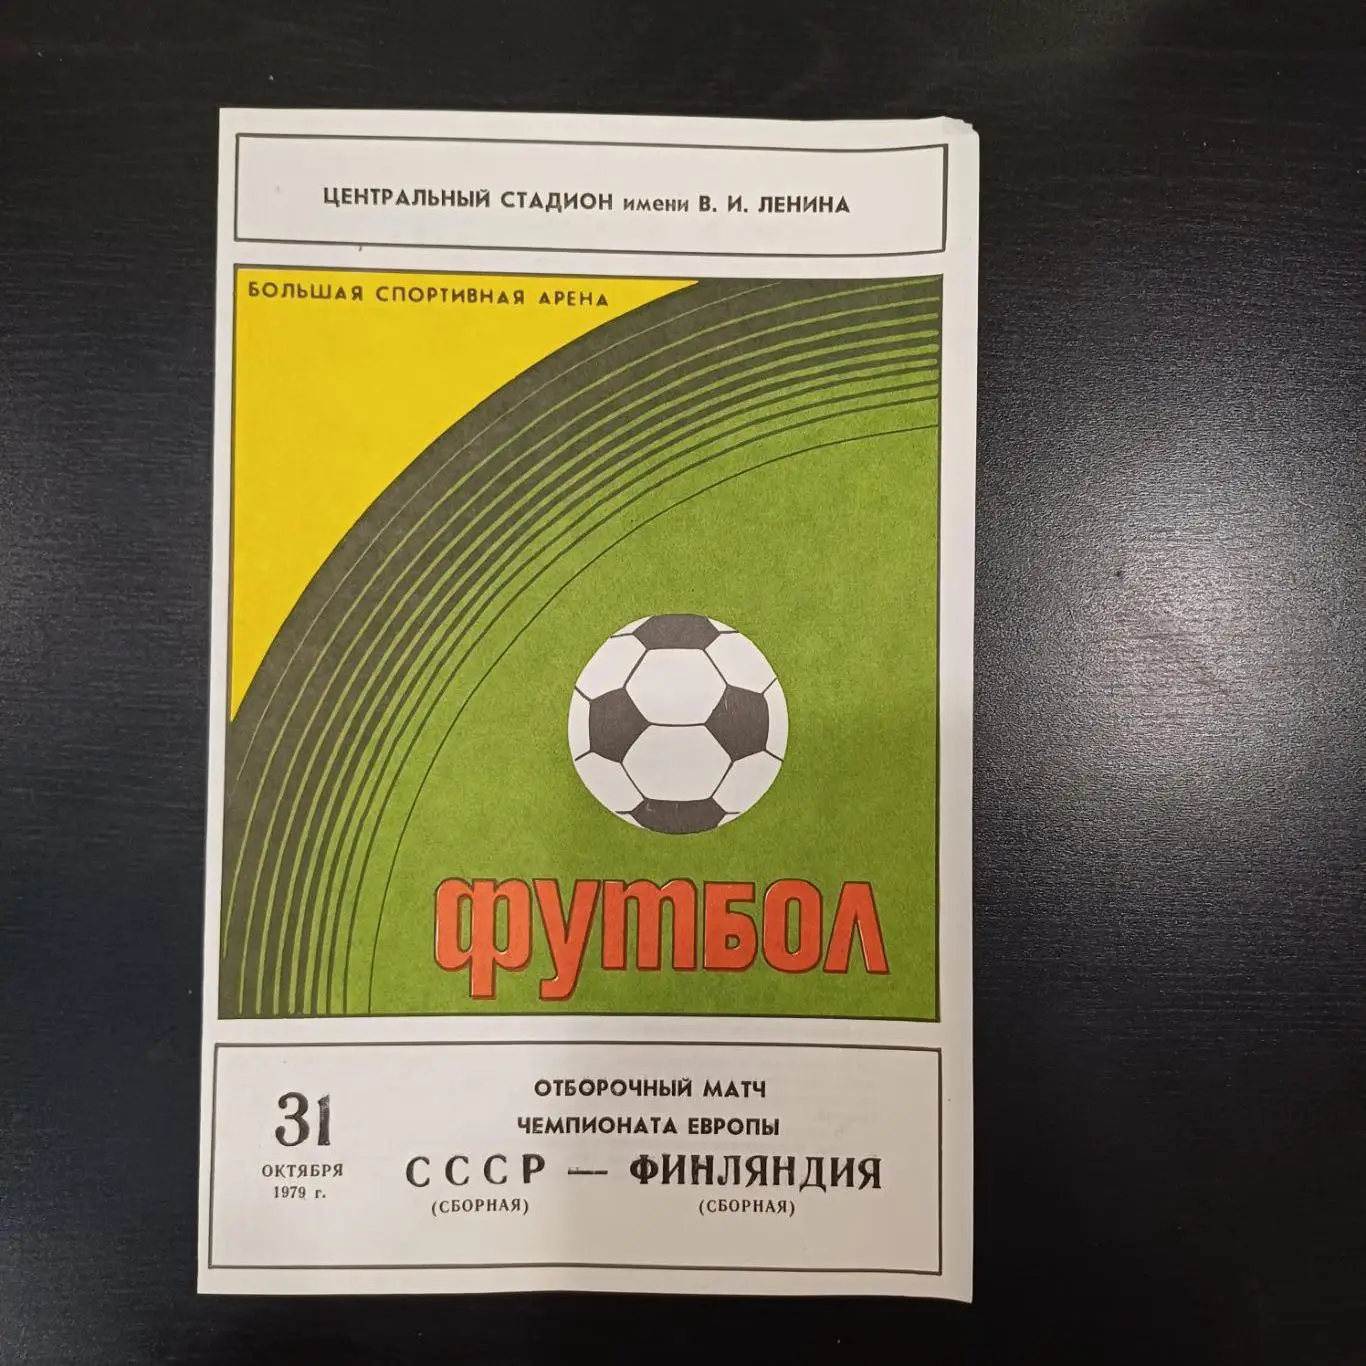 ЦЕНТРАЛЬНЫЙ СТАДИОН имени В. И. ЛЕНИНА
БОЛЬШАЯ СПОРТИВНАЯ АРЕНА
ФУТБОЛ
31
ОКТЯБРЯ
1979 г.
ОТБОРОЧНЫЙ МАТЧ
ЧЕМПИОНАТА ЕВРОПЫ
СССР — ФИНЛЯНДИЯ
(СБОРНАЯ) (СБОРНАЯ)